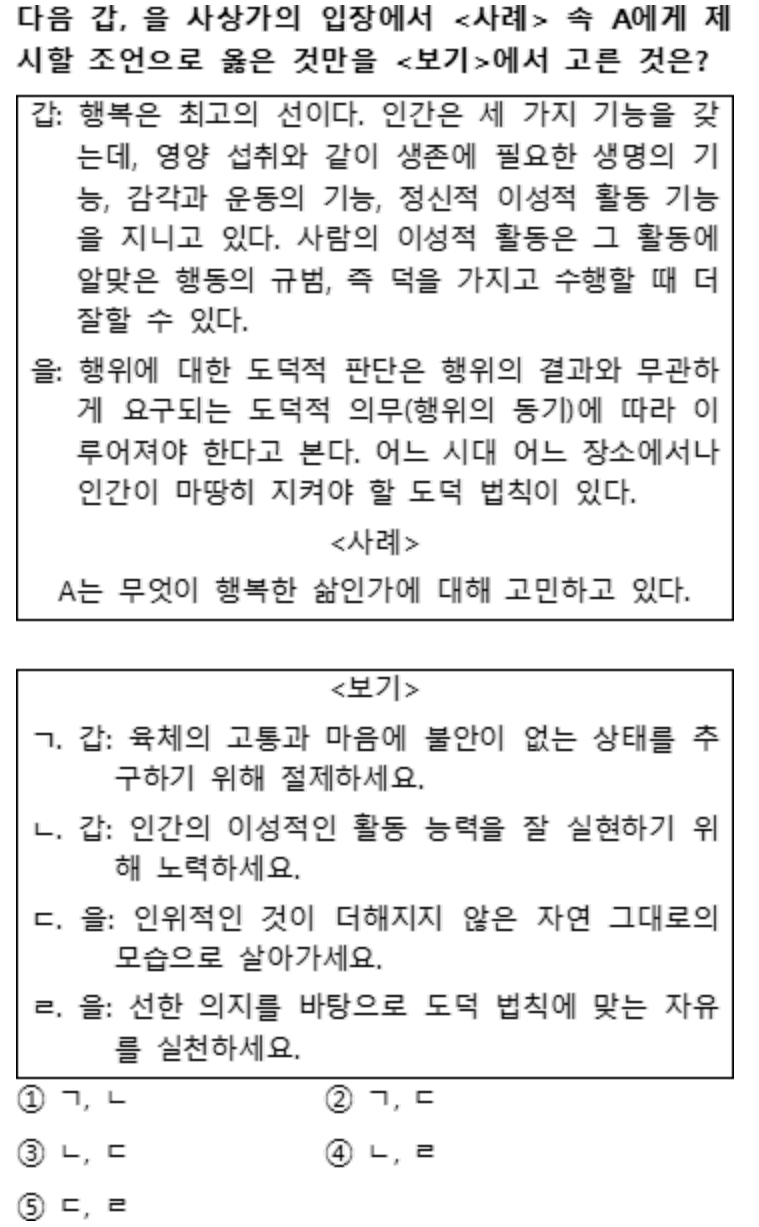 다음 갑, 을 사상가의 입장에서 <사례> 속 A에게 제
시할 조언으로 옳은 것만을 <보기>에서 고른 것은?
갑: 행복은 최고의 선이다. 인간은 세 가지 기능을 갖
는데, 영양 섭취와 같이 생존에 필요한 생명의 기
능, 감각과 운동의 기능, 정신적 이성적 활동 기능
을 지니고 있다. 사람의 이성적 활동은 그 활동에
알맞은 행동의 규범, 즉 덕을 가지고 수행할 때 더
잘할 수 있다.
을: 행위에 대한 도덕적 판단은 행위의 결과와 무관하
게 요구되는 도덕적 의무(행위의 동기)에 따라 이
루어져야 한다고 본다. 어느 시대 어느 장소에서나
인간이 마땅히 지켜야 할 도덕 법칙이 있다.
<사례>
A는 무엇이 행복한 삶인가에 대해 고민하고 있다.
<보기>
ㄱ. 갑: 육체의 고통과 마음에 불안이 없는 상태를 추
구하기 위해 절제하세요.
ㄴ. 갑: 인간의 이성적인 활동 능력을 잘 실현하기 위
해 노력하세요.
ㄷ. 을: 인위적인 것이 더해지지 않은 자연 그대로의
모습으로 살아가세요.
ㄹ. 을: 선한 의지를 바탕으로 도덕 법칙에 맞는 자유
를 실천하세요.
① ㄱ, ㄴ ② ㄱ, ㄷ
③ ㄴ, ㄷ ④ ㄴ, ㄹ
⑤ ㄷ, ㄹ